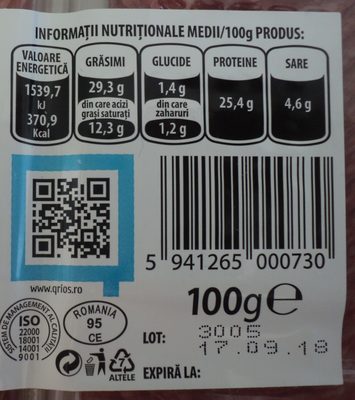 INFORMAȚII NUTRIȚIONALE MEDII/100g PRODUS:
VALOARE ENERGETICĂ
1539,7 kJ
370,9 Kcal
GRĂSIMI
29,3 g
din care acizi grași saturați
12,3 g
GLUCIDE
1,4 g
din care zaharuri
1,2 g
PROTEINE
25,4 g
SARE
4,6 g
www.qrios.ro
5 941265 000730
100g e
SISTEM DE MANAGEMENT AL CALITĂȚII
ISO
22000
18001
14001
9001
ROMANIA
95
CE
7
ALTELE
LOT: 3005
17.09.18
EXPIRĂ LA: